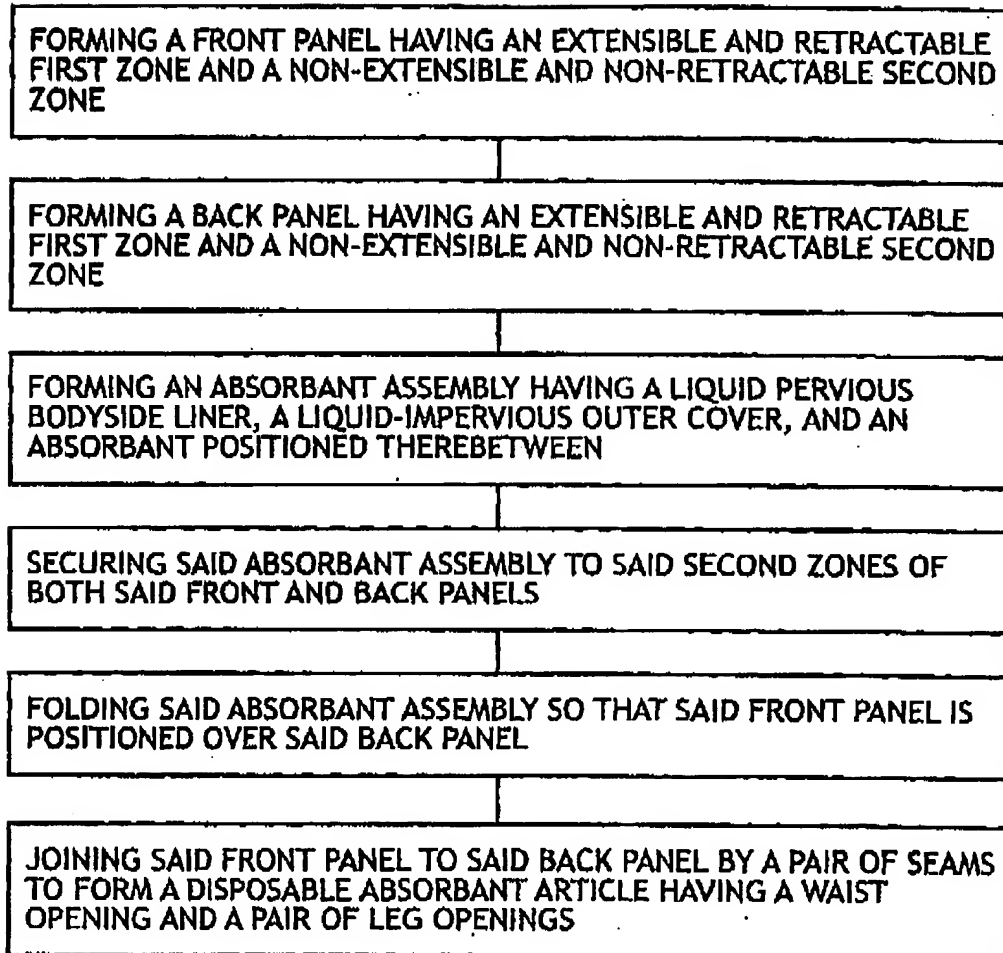 FORMING A FRONT PANEL HAVING AN EXTENSIBLE AND RETRACTABLE
FIRST ZONE AND A NON-EXTENSIBLE AND NON-RETRACTABLE SECOND
ZONE
FORMING A BACK PANEL HAVING AN EXTENSIBLE AND RETRACTABLE
FIRST ZONE AND A NON-EXTENSIBLE AND NON-RETRACTABLE SECOND
ZONE
FORMING AN ABSORBANT ASSEMBLY HAVING A LIQUID PERVIOUS
BODYSIDE LINER, A LIQUID-IMPERVIOUS OUTER COVER, AND AN
ABSORBANT POSITIONED THEREBETWEEN
SECURING SAID ABSORBANT ASSEMBLY TO SAID SECOND ZONES OF
BOTH SAID FRONT AND BACK PANELS
FOLDING SAID ABSORBANT ASSEMBLY SO THAT SAID FRONT PANEL IS
POSITIONED OVER SAID BACK PANEL
JOINING SAID FRONT PANEL TO SAID BACK PANEL BY A PAIR OF SEAMS
TO FORM A DISPOSABLE ABSORBANT ARTICLE HAVING A WAIST
OPENING AND A PAIR OF LEG OPENINGS